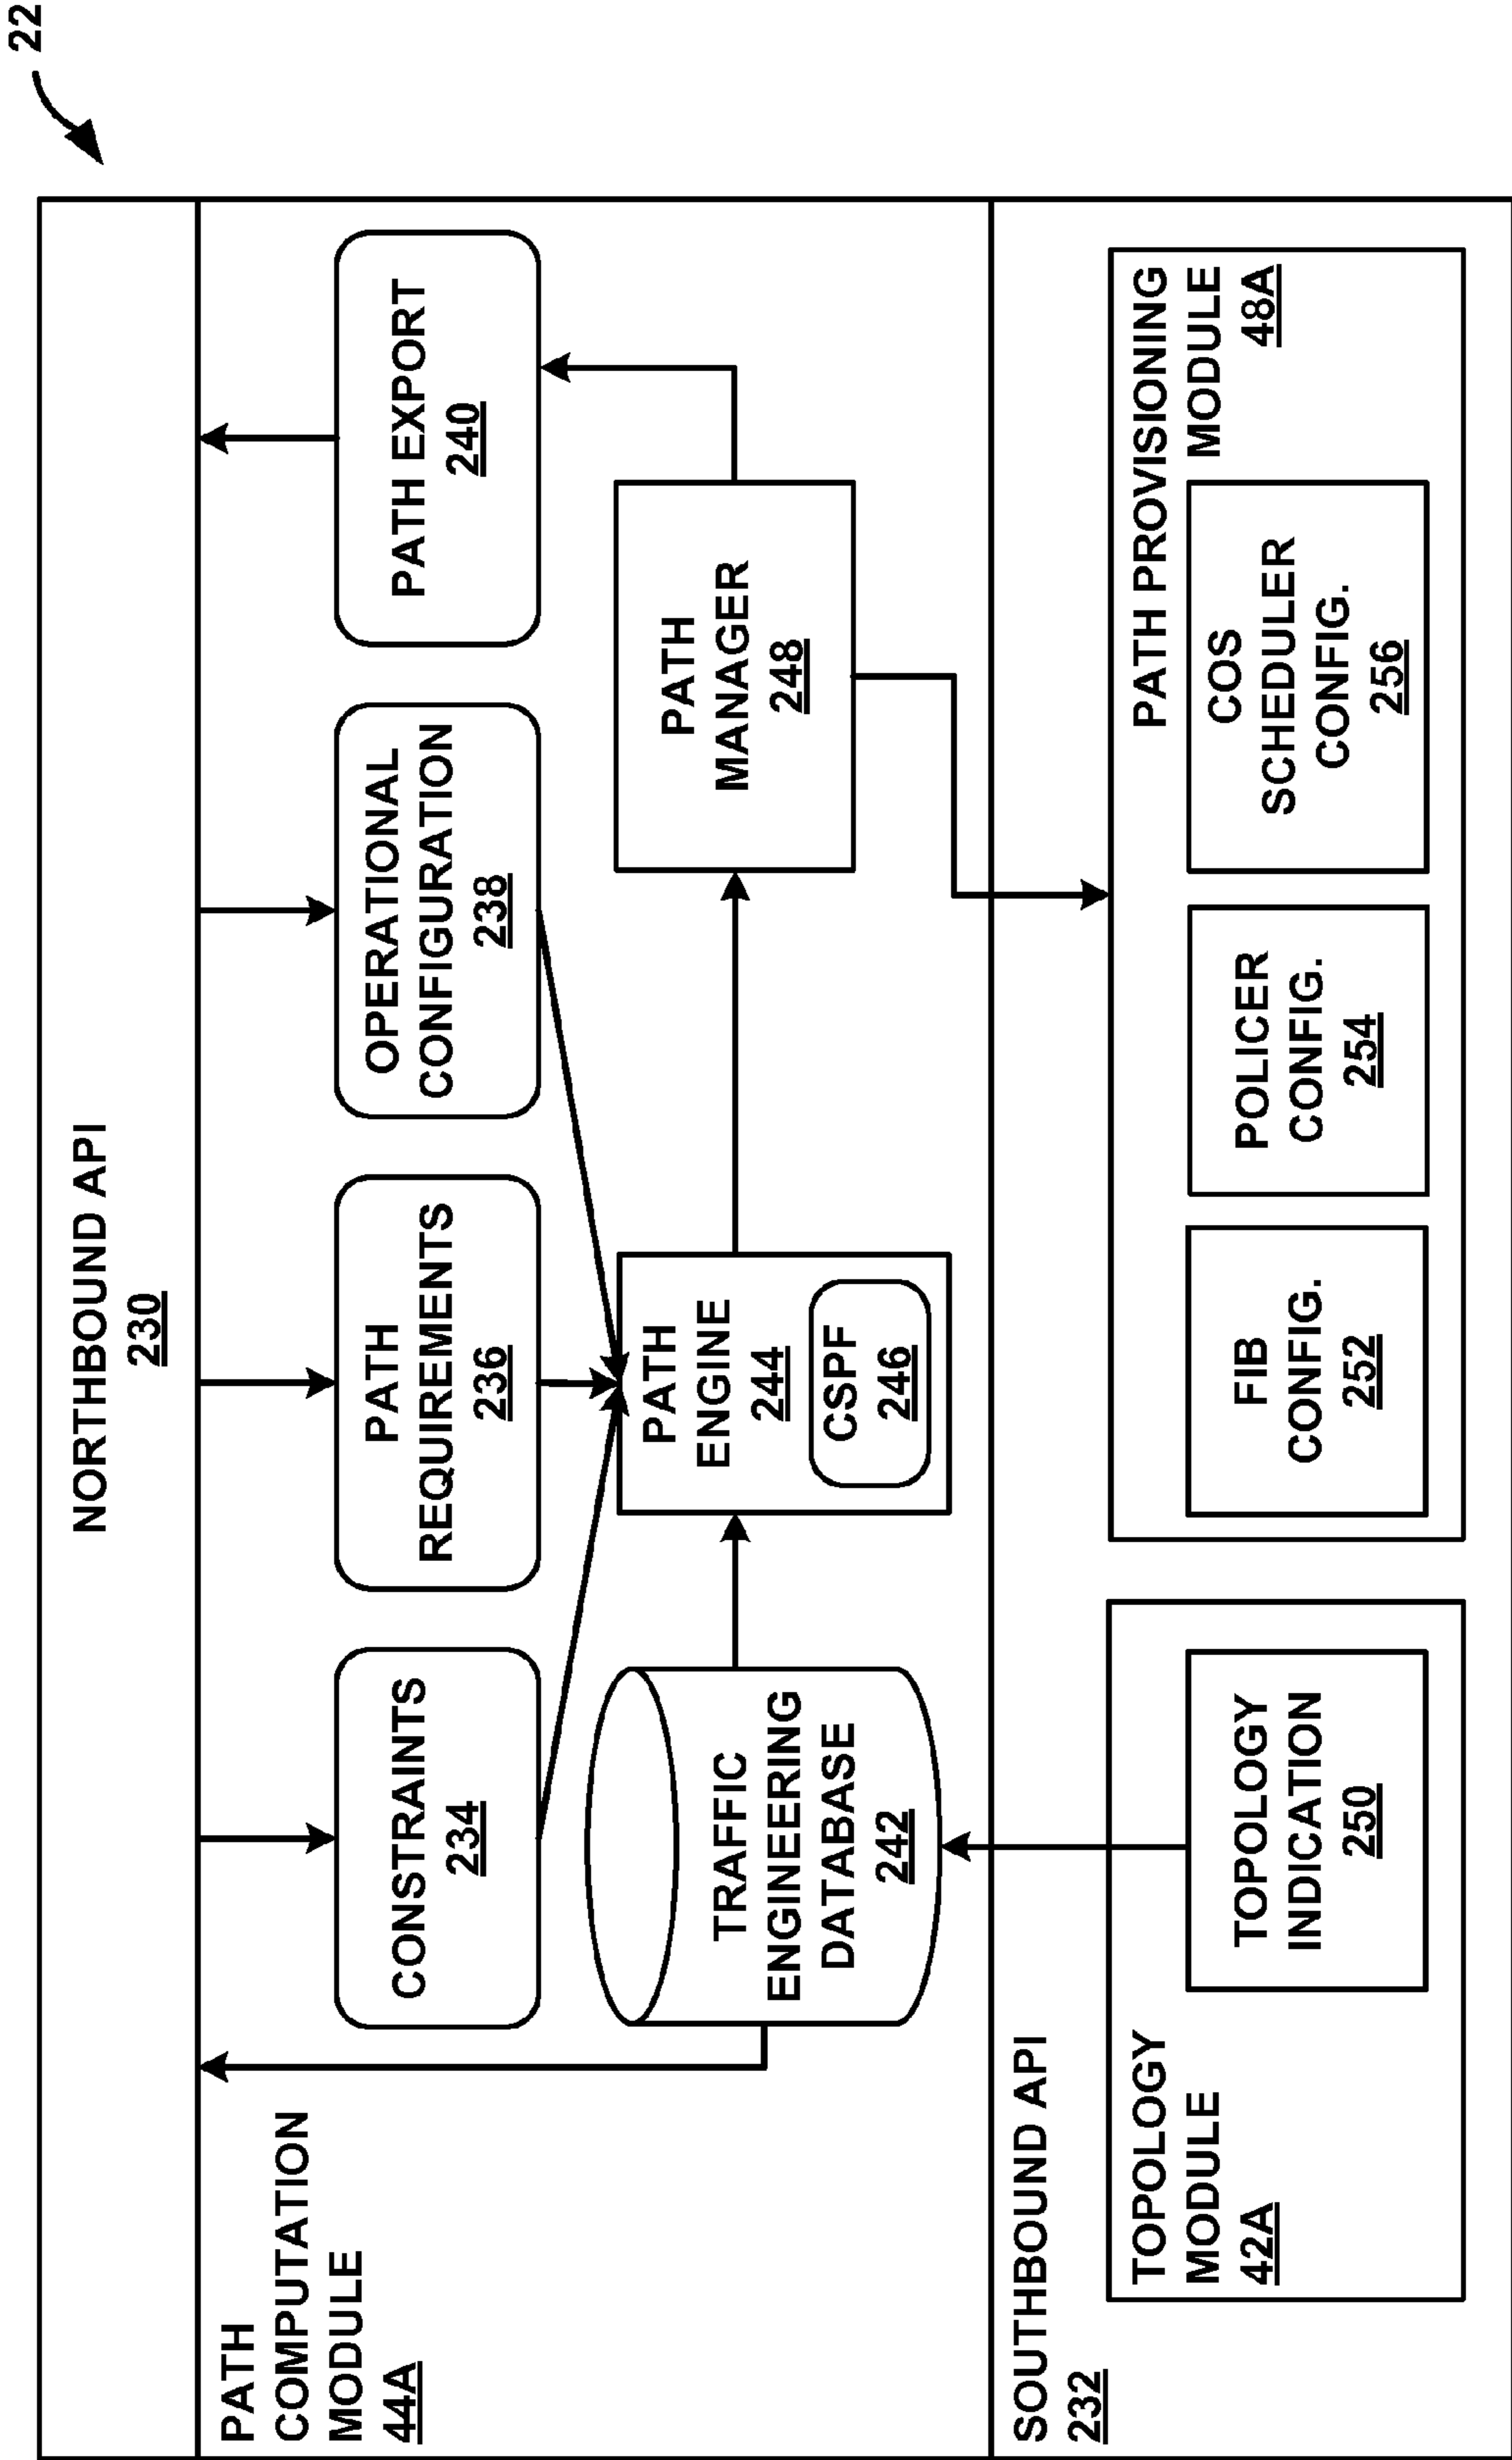 22
NORTHBOUND API
230
PATH
COMPUTATION
MODULE
44A
CONSTRAINTS
234
PATH
REQUIREMENTS
236
OPERATIONAL
CONFIGURATION
238
PATH EXPORT
240
TRAFFIC
ENGINEERING
DATABASE
242
PATH
ENGINE
244
CSPF
246
PATH
MANAGER
248
SOUTHBOUND API
232
TOPOLOGY
MODULE
42A
TOPOLOGY
INDICATION
250
PATH PROVISIONING
MODULE
48A
FIB
CONFIG.
252
POLICER
CONFIG.
254
COS
SCHEDULER
CONFIG.
256